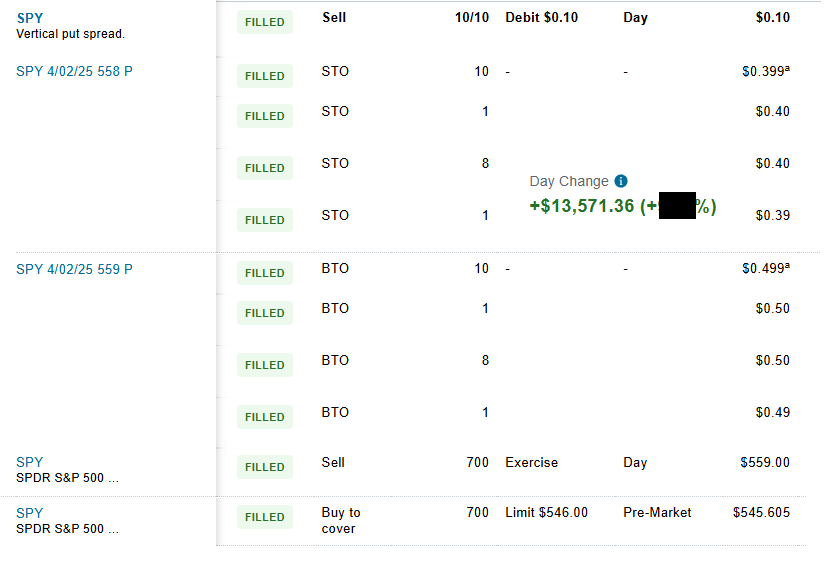 SPY FILLED Sell 10/10 Debit $0.10 Day $0.10
Vertical put spread.
SPY 4/02/25 558 P FILLED STO 10 - - $0.399ª
FILLED STO 1 $0.40
FILLED STO 8 $0.40
Day Change i
+$13,571.36 (+ %)
FILLED STO 1 $0.39
SPY 4/02/25 559 P FILLED BTO 10 - - $0.499ª
FILLED BTO 1 $0.50
FILLED BTO 8 $0.50
FILLED BTO 1 $0.49
SPY FILLED Sell 700 Exercise Day $559.00
SPDR S&P 500 ...
SPY FILLED Buy to 700 Limit $546.00 Pre-Market $545.605
SPDR S&P 500 ... cover